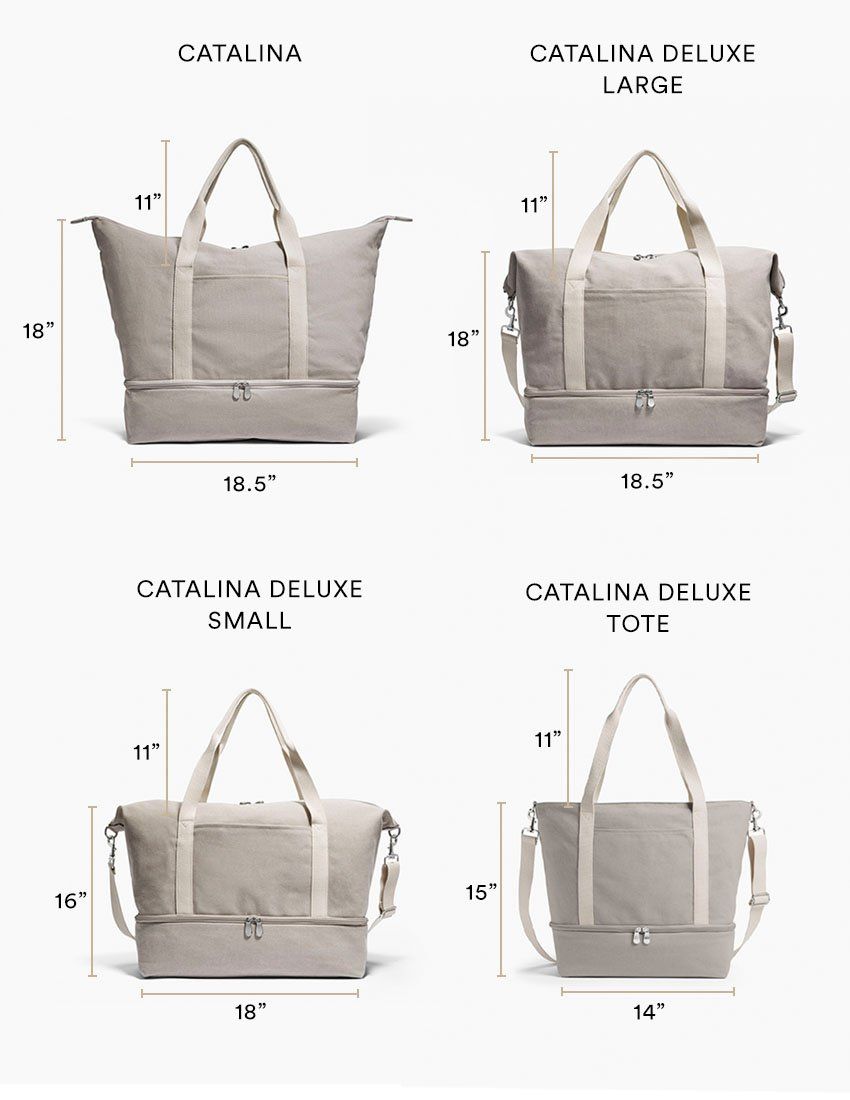 CATALINA
11”
18”
18.5”
CATALINA DELUXE
LARGE
11”
18”
18.5”
CATALINA DELUXE
SMALL
11”
16”
18”
CATALINA DELUXE
TOTE
11”
15”
14”